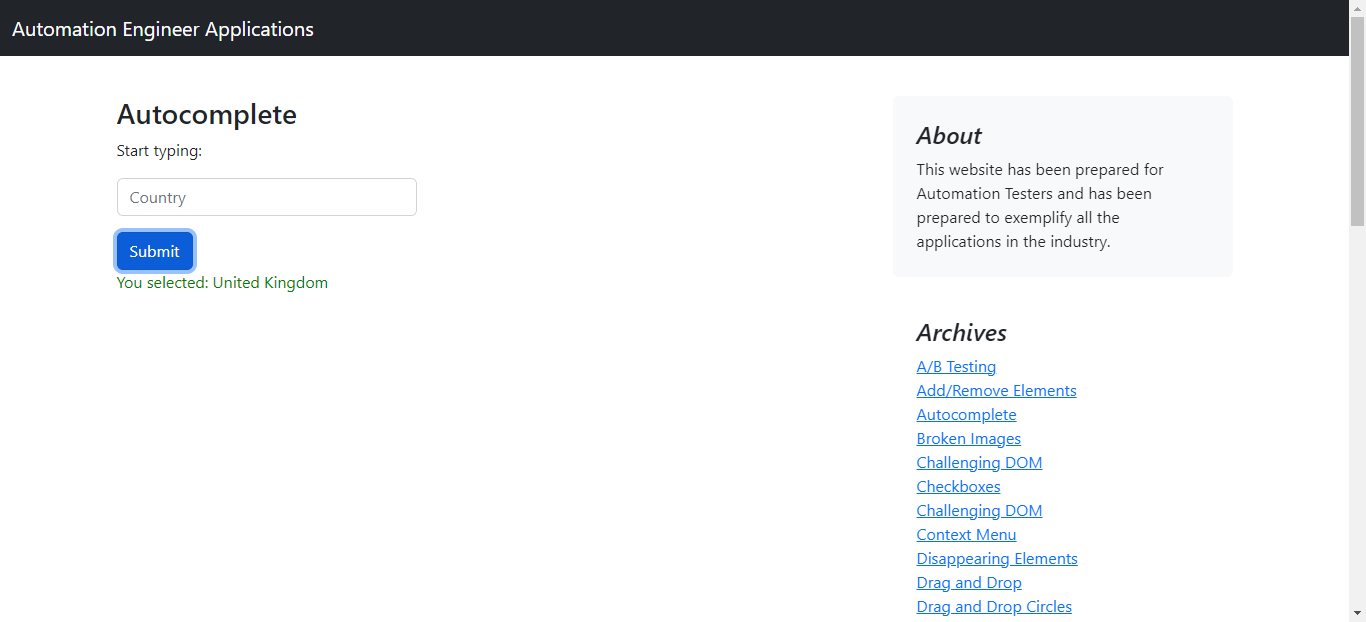 Automation Engineer Applications
Autocomplete
Start typing:
Country
Submit
You selected: United Kingdom
About
This website has been prepared for
Automation Testers and has been
prepared to exemplify all the
applications in the industry.
Archives
A/B Testing
Add/Remove Elements
Autocomplete
Broken Images
Challenging DOM
Checkboxes
Challenging DOM
Context Menu
Disappearing Elements
Drag and Drop
Drag and Drop Circles